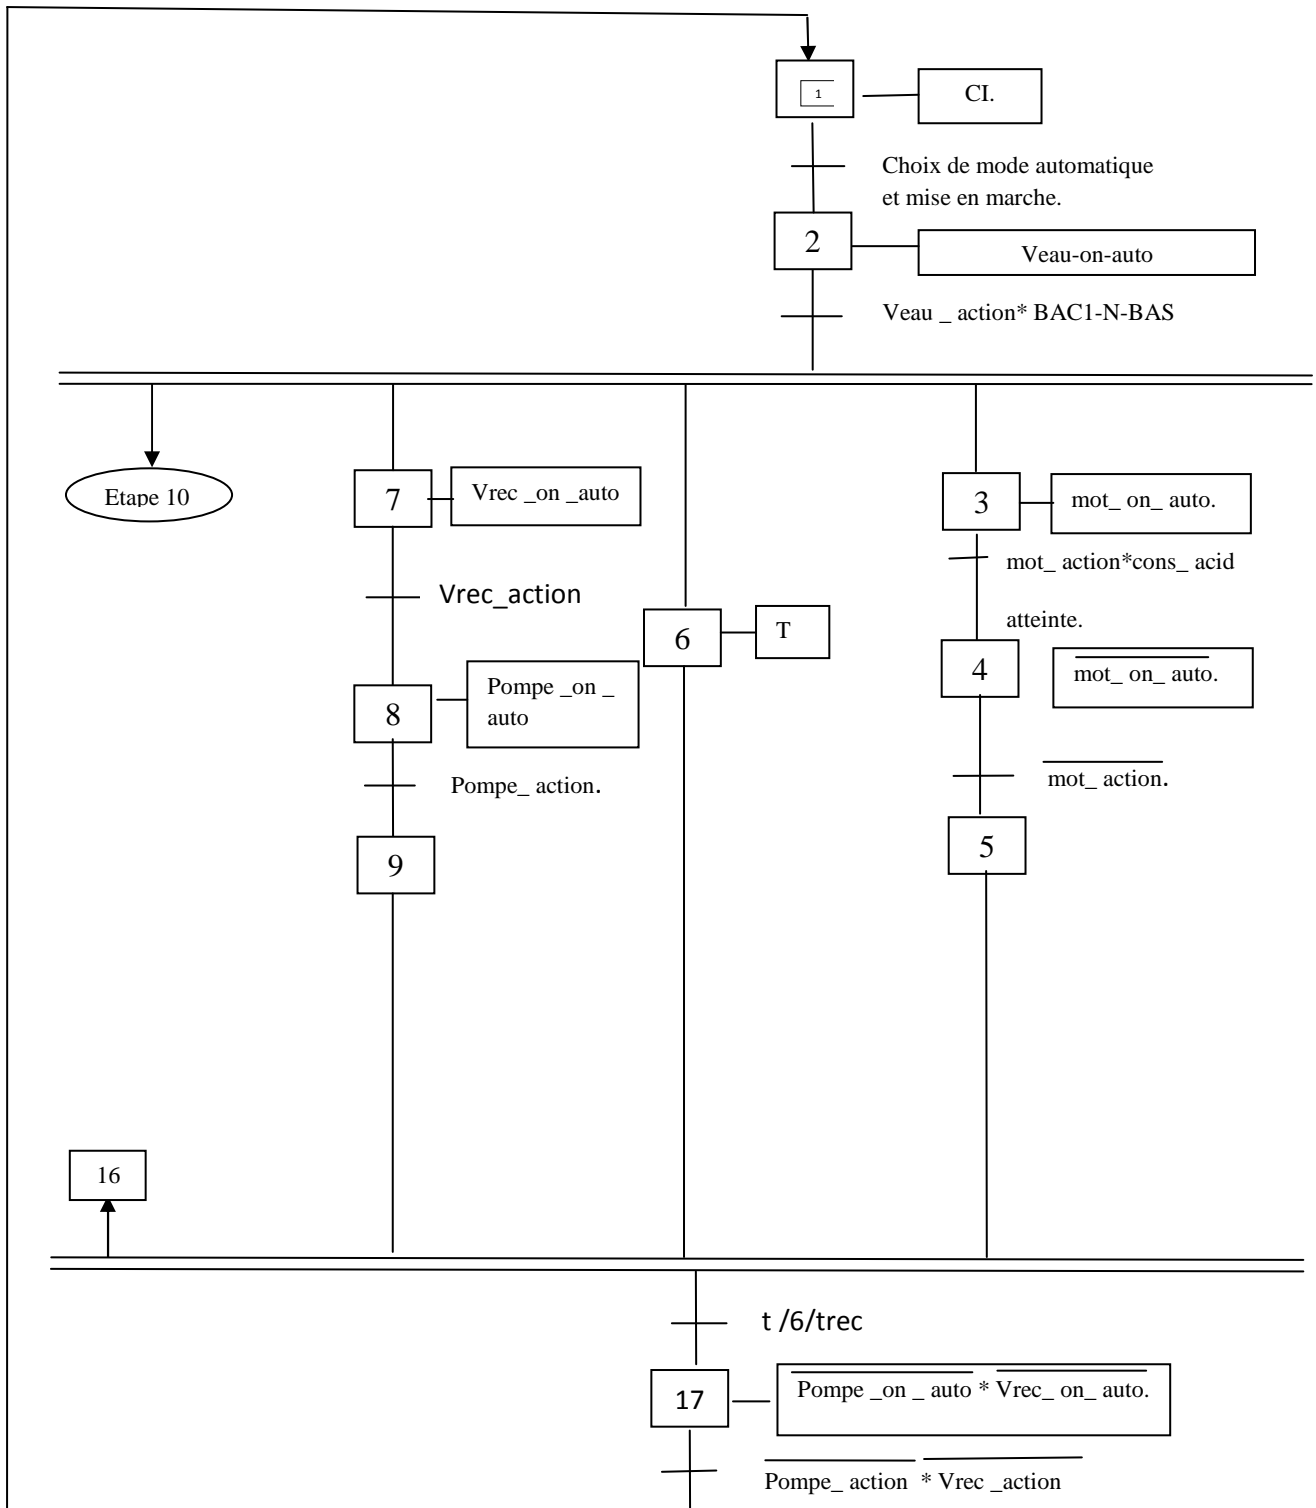 1
CI.
Choix de mode automatique
et mise en marche.
2
Veau-on-auto
Veau _ action* BAC1-N-BAS
Etape 10
7
Vrec _on _auto
3
mot_ on_ auto.
Vrec_action
mot_ action*cons_ acid
atteinte.
6
T
4
mot_ on_ auto.
8
Pompe _on _
auto
Pompe_ action.
mot_ action.
9
5
16
t /6/trec
17
Pompe _on _ auto * Vrec_ on_ auto.
Pompe_ action * Vrec _action